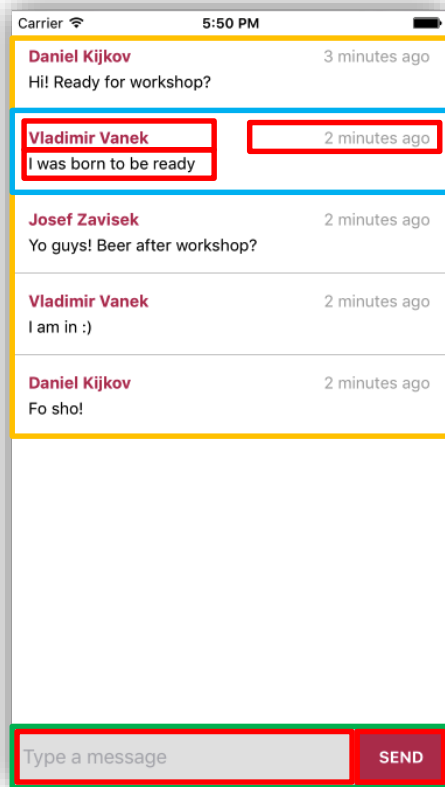 Carrier 5:50 PM
Daniel Kijkov 3 minutes ago
Hi! Ready for workshop?
Vladimir Vanek 2 minutes ago
I was born to be ready
Josef Zavisek 2 minutes ago
Yo guys! Beer after workshop?
Vladimir Vanek 2 minutes ago
I am in :)
Daniel Kijkov 2 minutes ago
Fo sho!
Type a message SEND